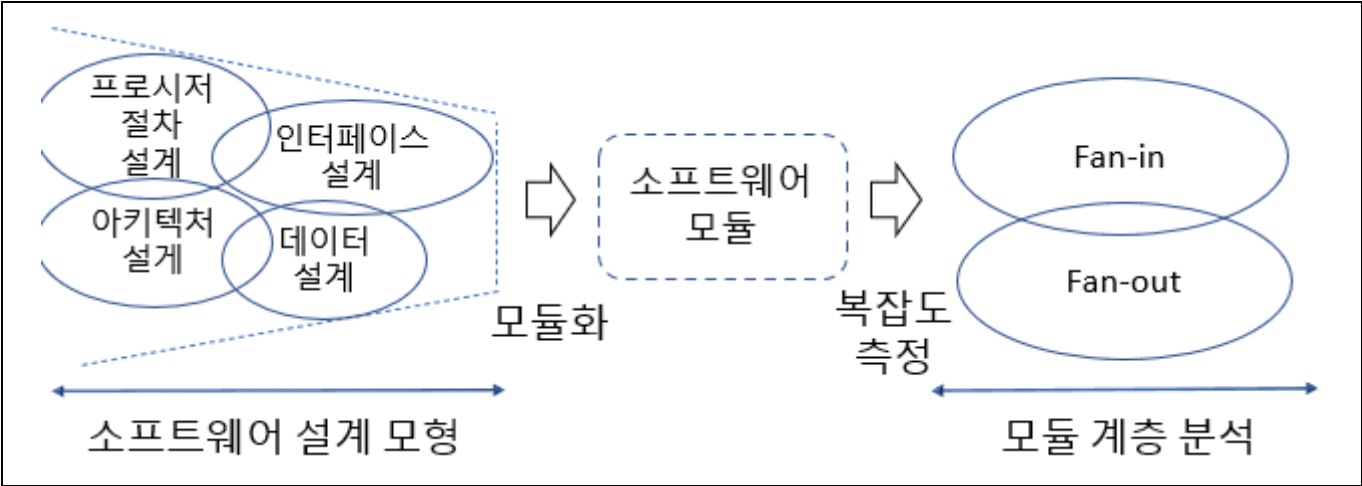 프로시저
절차
설계
인터페이스
설계
아키텍처
설게
데이터
설계
모듈화
소프트웨어 설계 모형
소프트웨어
모듈
복잡도
측정
Fan-in
Fan-out
모듈 계층 분석